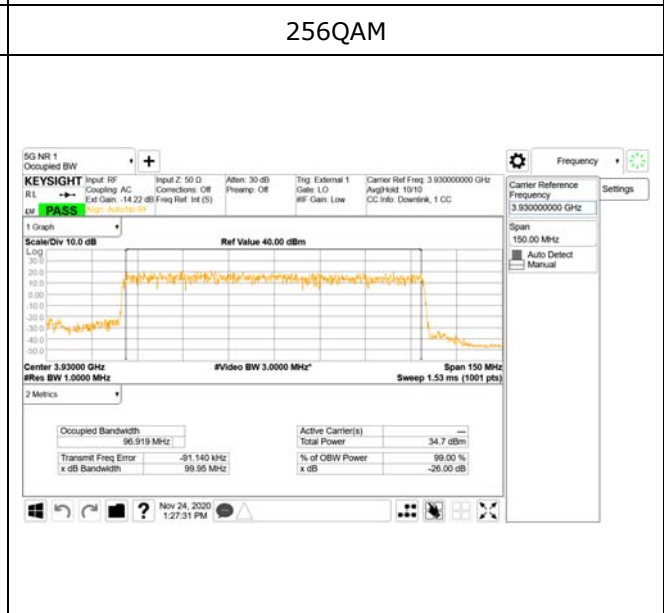 256QAM
5G NR 1
Occupied BW
+
Frequency
KEYSIGHT
RL
LXI
PASS
Input: RF
Coupling: AC
Ext Gain: -14.22 dB
Align: Auto/No RF
Input Z: 50 Ω
Corrections: Off
Freq Ref: Int (S)
Atten: 30 dB
Preamp: Off
Trig: External 1
Gate: LO
#IF Gain: Low
Carrier Ref Freq: 3.930000000 GHz
Avg|Hold: 10/10
CC Info: Downlink, 1 CC
Carrier Reference
Frequency
3.930000000 GHz
Settings
Span
150.00 MHz
Auto Detect
Manual
1 Graph
Scale/Div 10.0 dB
Ref Value 40.00 dBm
Log
30.0
20.0
10.0
0.00
-10.0
-20.0
-30.0
-40.0
-50.0
Center 3.93000 GHz
#Video BW 3.0000 MHz*
Span 150 MHz
#Res BW 1.0000 MHz
Sweep 1.53 ms (1001 pts)
2 Metrics
Occupied Bandwidth
96.919 MHz
Active Carrier(s)
---
Total Power
34.7 dBm
Transmit Freq Error
-91.140 kHz
% of OBW Power
99.00 %
x dB Bandwidth
99.95 MHz
x dB
-26.00 dB
?
Nov 24, 2020
1:27:31 PM